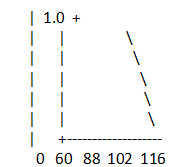 | 1.0 +
| | \
| | \
| | \
| | \
| | \
| +-------------------
| 0 60 88 102 116